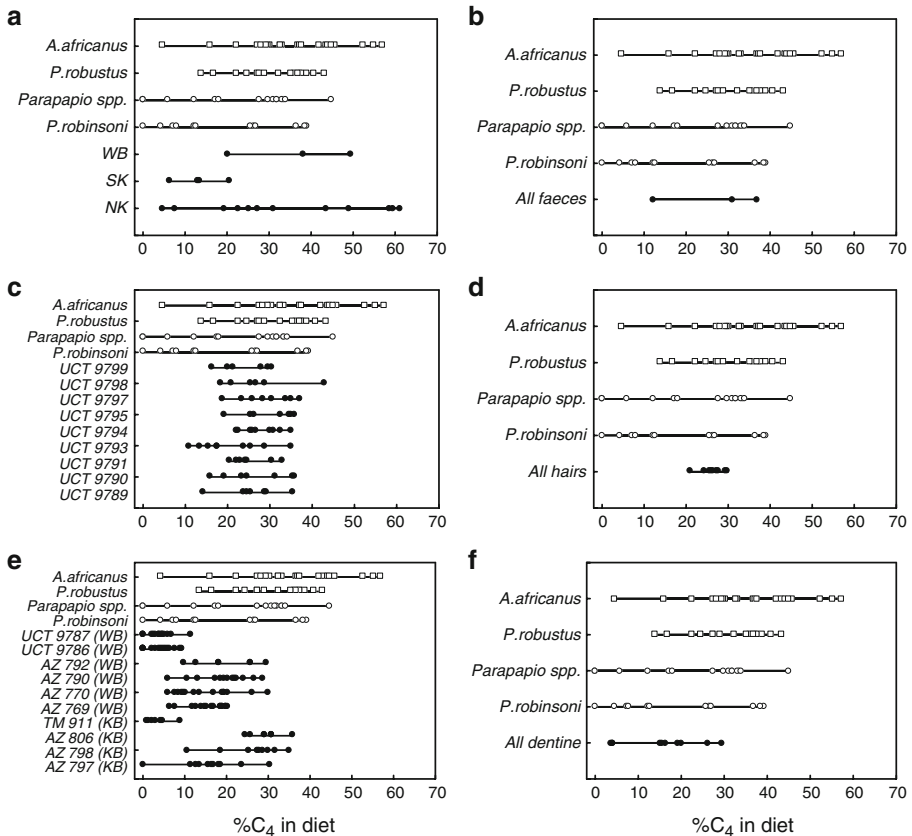 a
A.africanus
P.robustus
Parapapio spp.
P.robinsoni
WB
SK
NK
0 10 20 30 40 50 60 70
b
A.africanus
P.robustus
Parapapio spp.
P.robinsoni
All faeces
0 10 20 30 40 50 60 70
c
A.africanus
P.robustus
Parapapio spp.
P.robinsoni
UCT 9799
UCT 9798
UCT 9797
UCT 9795
UCT 9794
UCT 9793
UCT 9791
UCT 9790
UCT 9789
0 10 20 30 40 50 60 70
d
A.africanus
P.robustus
Parapapio spp.
P.robinsoni
All hairs
0 10 20 30 40 50 60 70
e
A.africanus
P.robustus
Parapapio spp.
P.robinsoni
UCT 9787 (WB)
UCT 9786 (WB)
AZ 792 (WB)
AZ 790 (WB)
AZ 770 (WB)
AZ 769 (WB)
TM 911 (KB)
AZ 806 (KB)
AZ 798 (KB)
AZ 797 (KB)
0 10 20 30 40 50 60 70
%C₄ in diet
f
A.africanus
P.robustus
Parapapio spp.
P.robinsoni
All dentine
0 10 20 30 40 50 60 70
%C₄ in diet